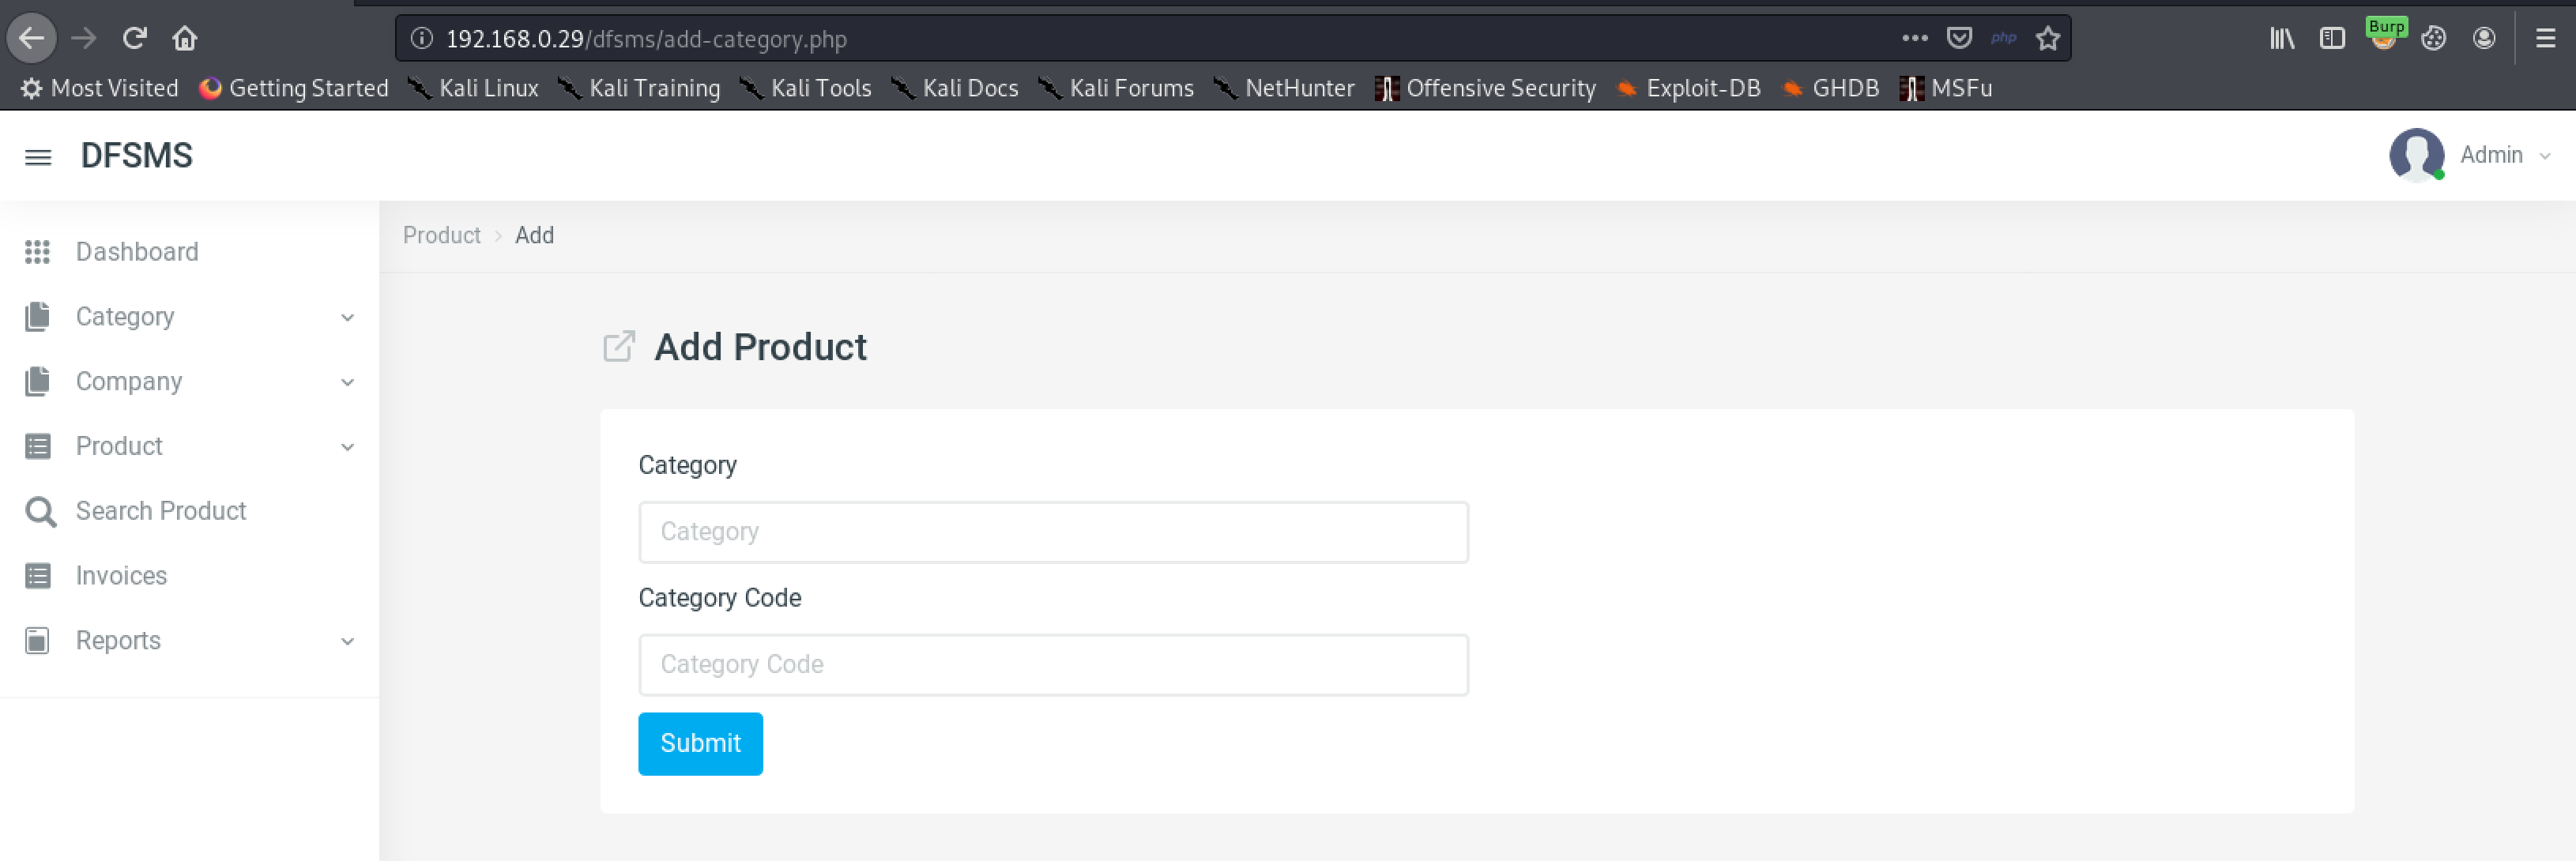 192.168.0.29/dfsms/add-category.php
php
Burp
Most Visited Getting Started Kali Linux Kali Training Kali Tools Kali Docs Kali Forums NetHunter Offensive Security Exploit-DB GHDB MSFu
DFSMS
Admin
Dashboard
Category
Company
Product
Search Product
Invoices
Reports
Product > Add
Add Product
Category
Category
Category Code
Category Code
Submit